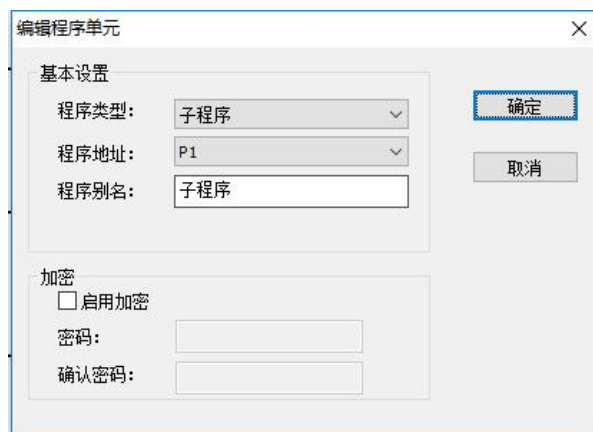 编辑程序单元
基本设置
程序类型: 子程序
确定
程序地址: P1
取消
程序别名: 子程序
加密
启用加密
密码:
确认密码: